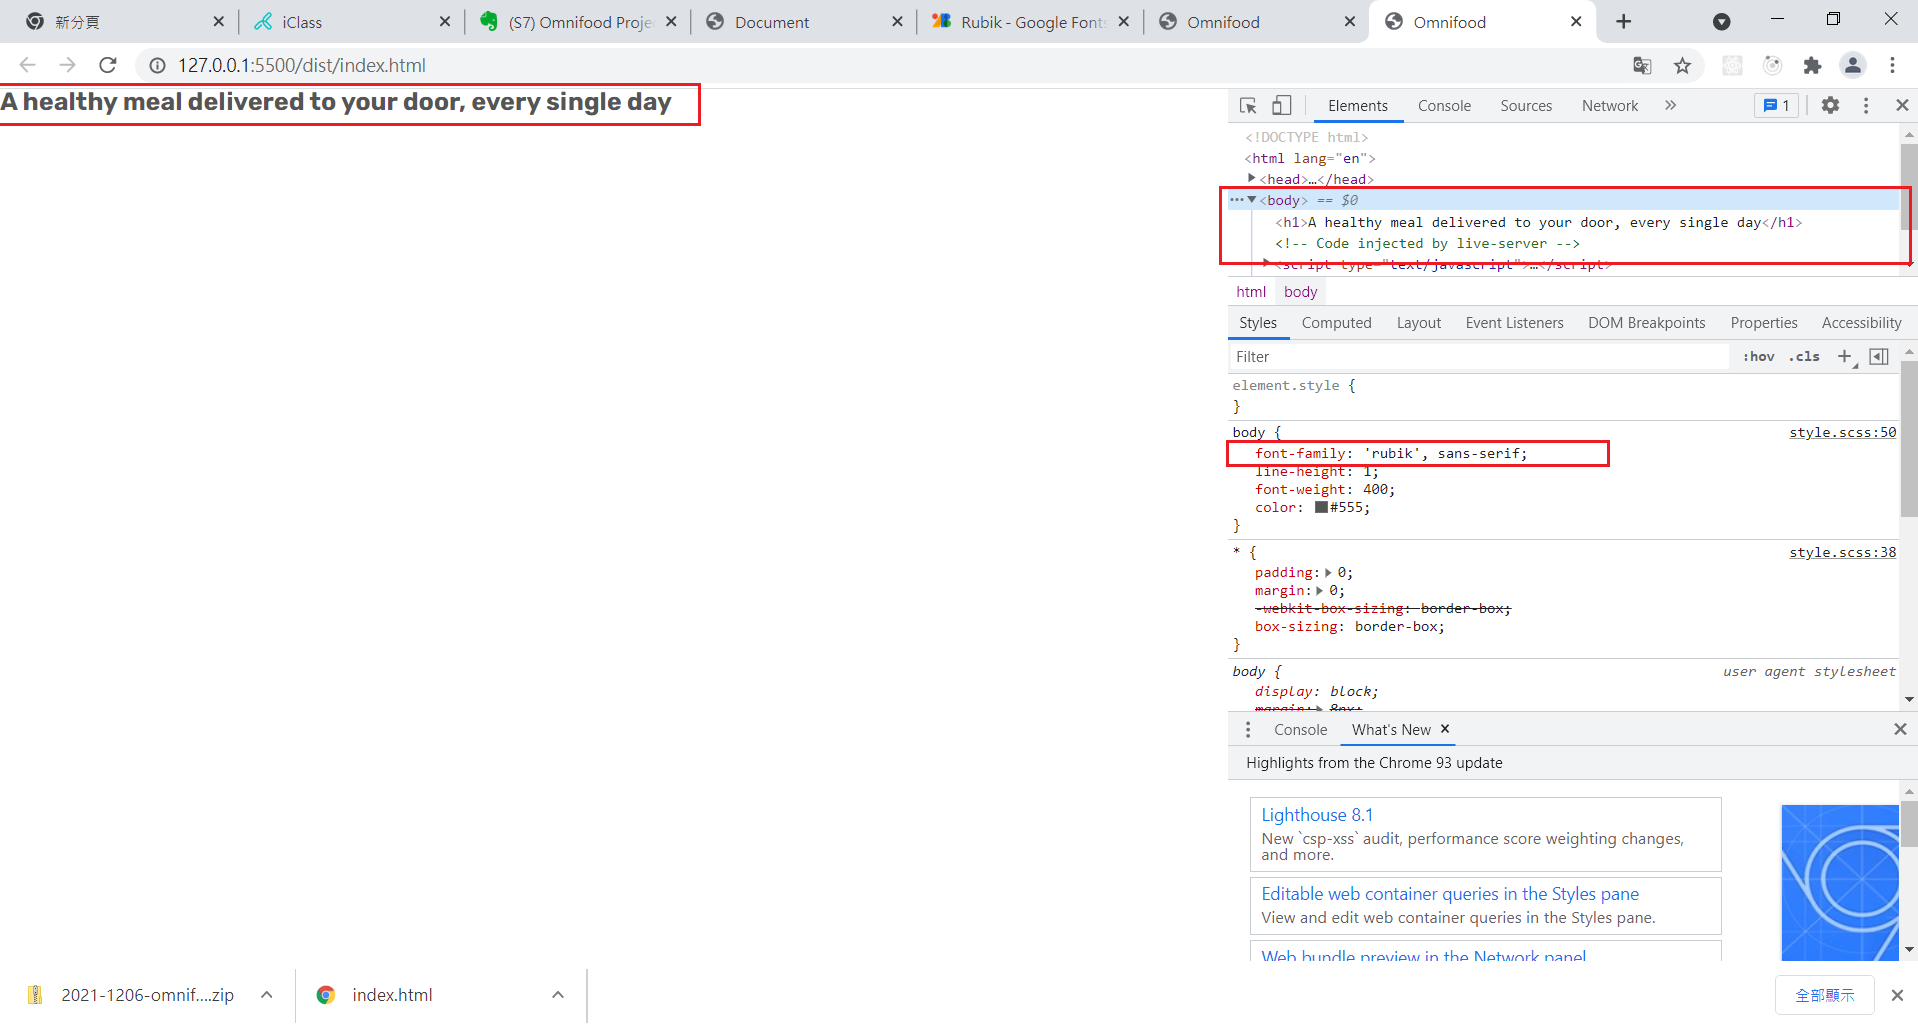 新分頁
iClass
(S7) Omnifood Proje
Document
Rubik - Google Fonts
Omnifood
Omnifood
127.0.0.1:5500/dist/index.html
A healthy meal delivered to your door, every single day
Elements Console Sources Network » 1
<!DOCTYPE html>
<html lang="en">
<head>…</head>
<body> == $0
<h1>A healthy meal delivered to your door, every single day</h1>
<!-- Code injected by live-server -->
<script type="text/javascript">…</script>
html body
Styles Computed Layout Event Listeners DOM Breakpoints Properties Accessibility
Filter :hov .cls +
element.style {
}
body { style.scss:50
font-family: 'rubik', sans-serif;
line-height: 1;
font-weight: 400;
color: #555;
}
* { style.scss:38
padding: 0;
margin: 0;
-webkit-box-sizing: border-box;
box-sizing: border-box;
}
body { user agent stylesheet
display: block;
margin: 8px;
Console What's New
Highlights from the Chrome 93 update
Lighthouse 8.1
New `csp-xss` audit, performance score weighting changes,
and more.
Editable web container queries in the Styles pane
View and edit web container queries in the Styles pane.
Web bundle preview in the Network panel
2021-1206-omnif....zip
index.html
全部顯示